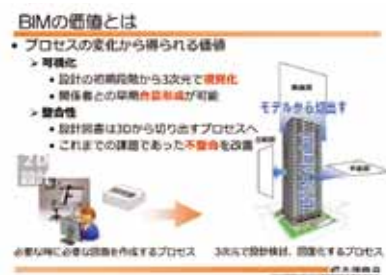 BIMの価値とは
• プロセスの変化から得られる価値
➢ 可視化
• 設計の初期段階から3次元で視覚化
• 関係者との早期合意形成が可能
➢ 整合性
• 設計図書は3Dから切り出すプロセスへ
• これまでの課題であった不整合を改善
モデルから切出す
必要な時に必要な図面を作成するプロセス
3次元で設計検討、図面化するプロセス